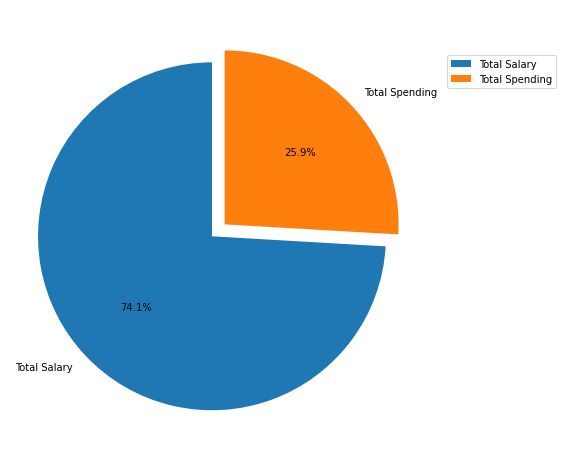 Total Salary
Total Spending
Total Spending
25.9%
74.1%
Total Salary